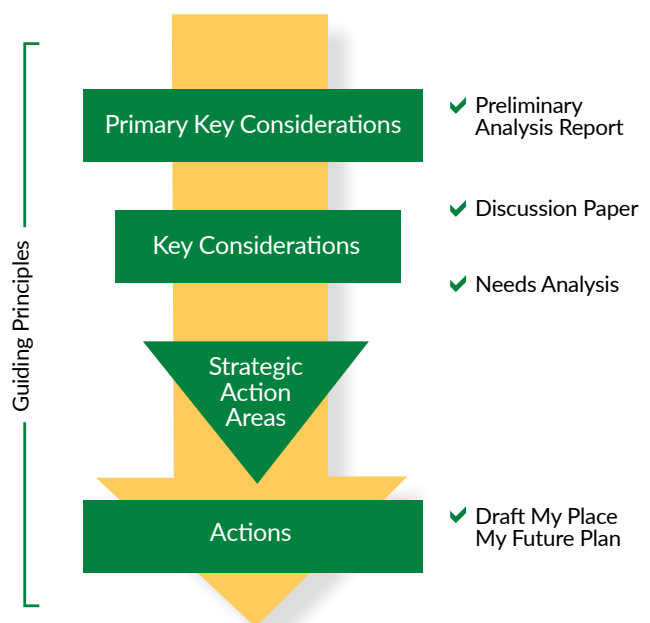 Guiding Principles
Primary Key Considerations
Preliminary
Analysis Report
Key Considerations
Discussion Paper
Needs Analysis
Strategic
Action
Areas
Actions
Draft My Place
My Future Plan